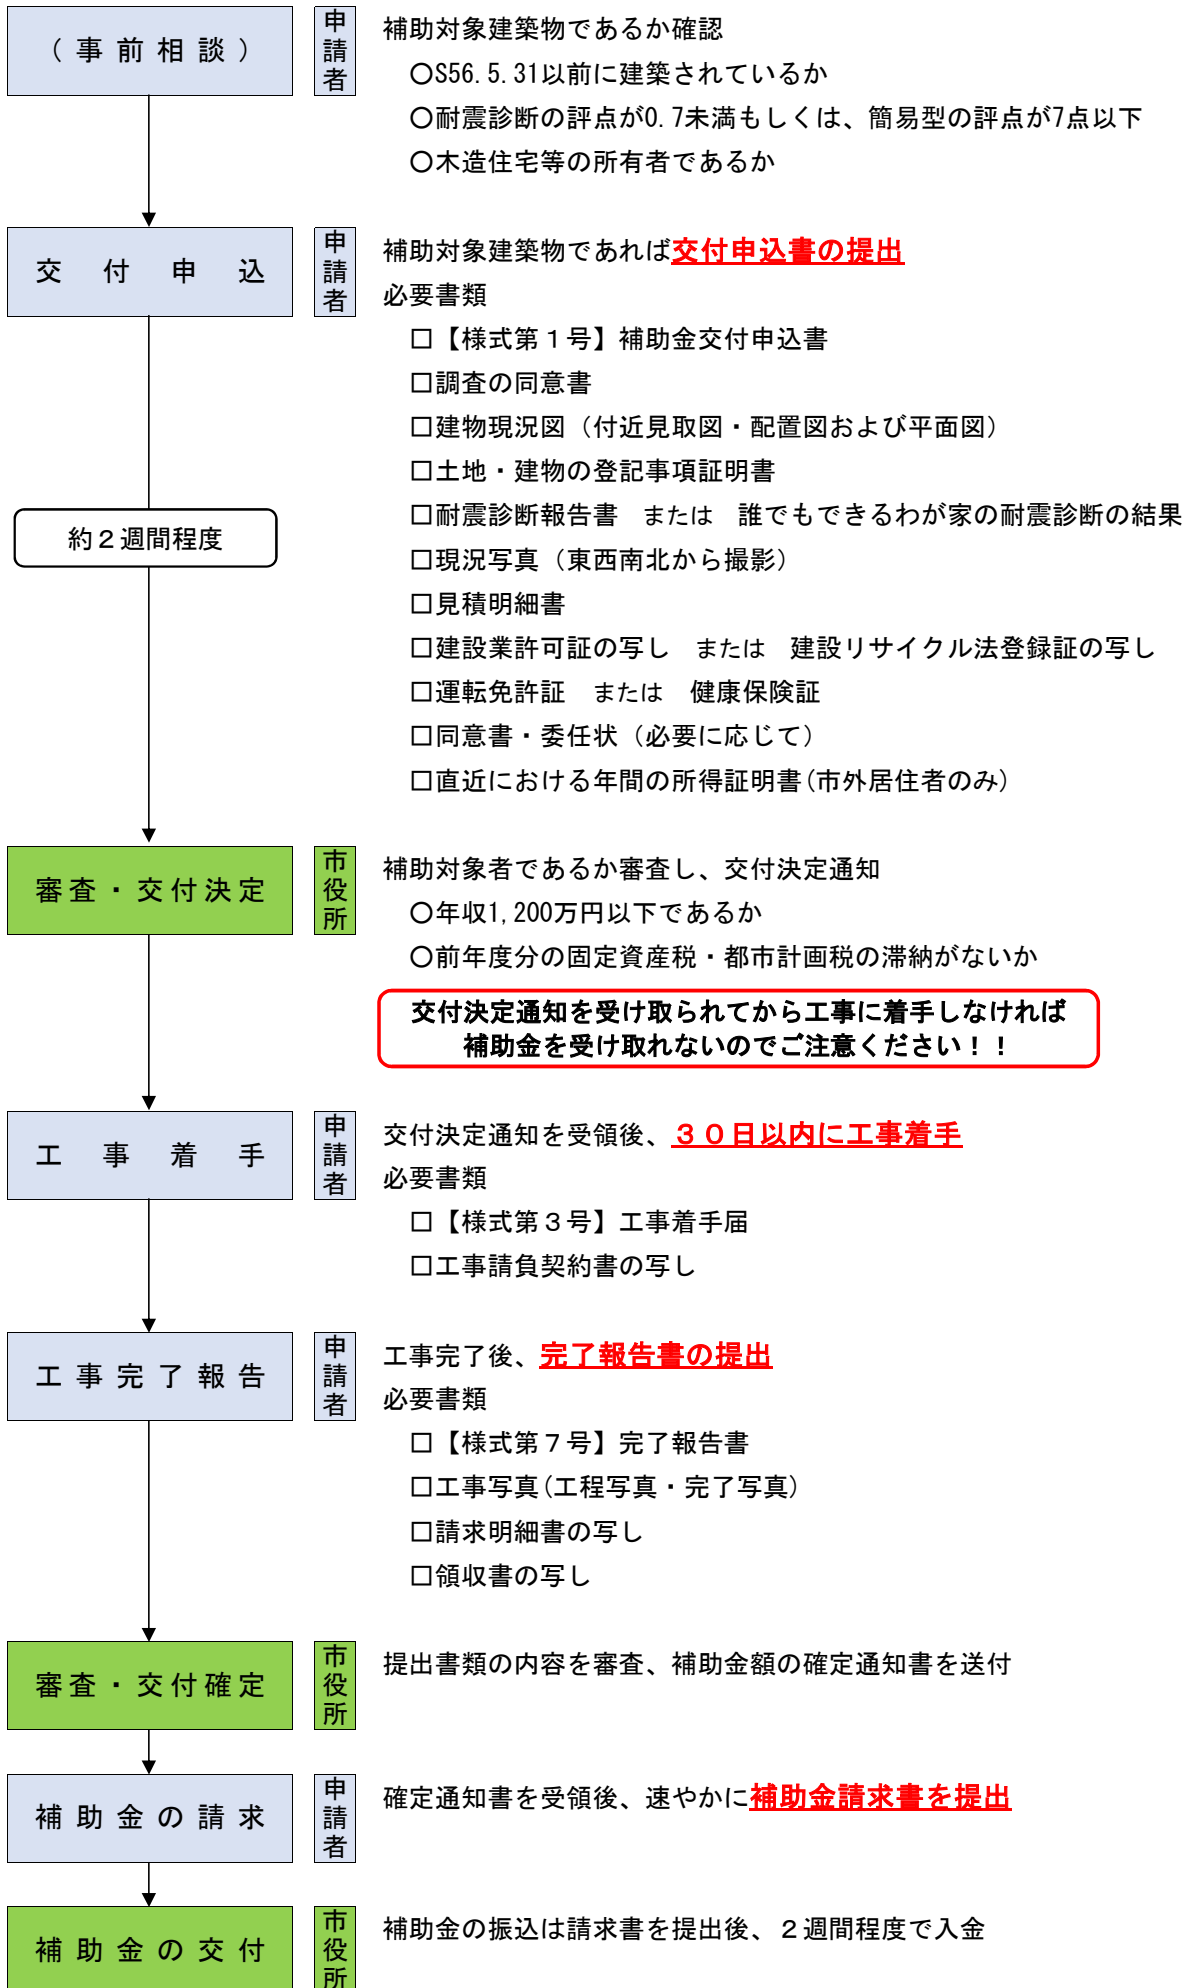 （事前相談）
申請者
補助対象建築物であるか確認
〇S56.5.31以前に建築されているか
〇耐震診断の評点が0.7未満もしくは、簡易型の評点が7点以下
〇木造住宅等の所有者であるか
交付申込
申請者
補助対象建築物であれば交付申込書の提出
必要書類
□【様式第１号】補助金交付申込書
□調査の同意書
□建物現況図（付近見取図・配置図および平面図）
□土地・建物の登記事項証明書
□耐震診断報告書　または　誰でもできるわが家の耐震診断の結果
約２週間程度
□現況写真（東西南北から撮影）
□見積明細書
□建設業許可証の写し　または　建設リサイクル法登録証の写し
□運転免許証　または　健康保険証
□同意書・委任状（必要に応じて）
□直近における年間の所得証明書(市外居住者のみ)
審査・交付決定
市役所
補助対象者であるか審査し、交付決定通知
〇年収1,200万円以下であるか
〇前年度分の固定資産税・都市計画税の滞納がないか
交付決定通知を受け取られてから工事に着手しなければ
補助金を受け取れないのでご注意ください！！
工事着手
申請者
交付決定通知を受領後、３０日以内に工事着手
必要書類
□【様式第３号】工事着手届
□工事請負契約書の写し
工事完了報告
申請者
工事完了後、完了報告書の提出
必要書類
□【様式第７号】完了報告書
□工事写真(工程写真・完了写真)
□請求明細書の写し
□領収書の写し
審査・交付確定
市役所
提出書類の内容を審査、補助金額の確定通知書を送付
補助金の請求
申請者
確定通知書を受領後、速やかに補助金請求書を提出
補助金の交付
市役所
補助金の振込は請求書を提出後、２週間程度で入金